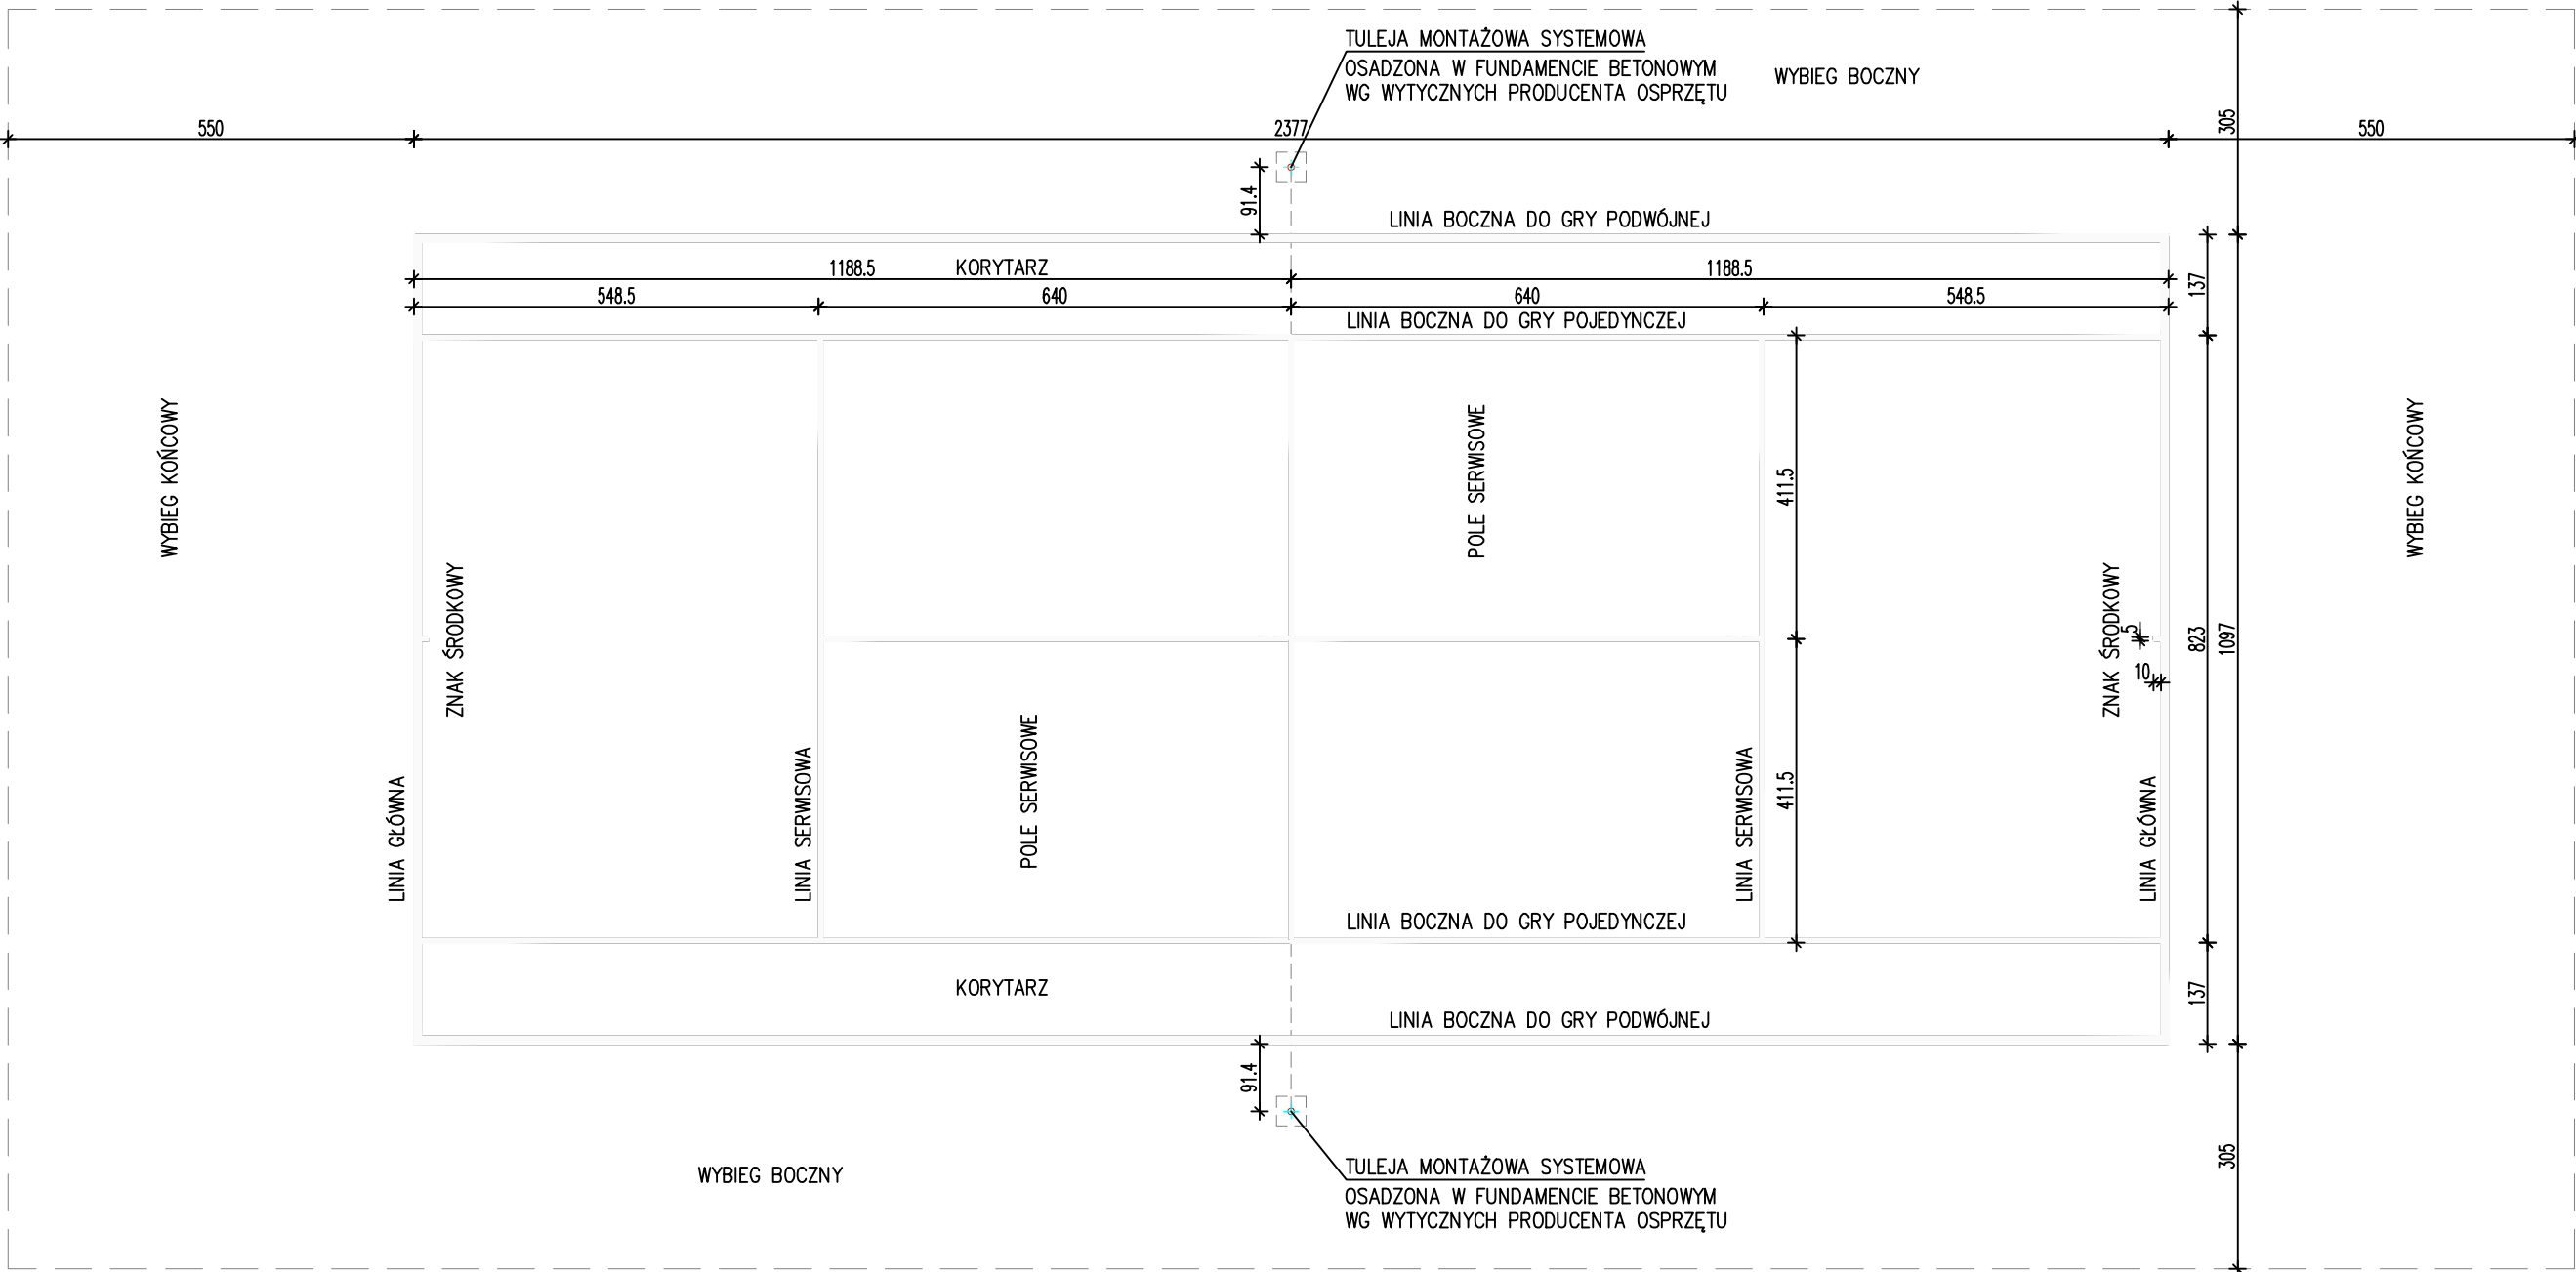 TULEJA MONTAŻOWA SYSTEMOWA
OSADZONA W FUNDAMENCIE BETONOWYM
WG WYTYCZNYCH PRODUCENTA OSPRZĘTU
WYBIEG BOCZNY
550
2377
305
550
91.4
LINIA BOCZNA DO GRY PODWÓJNEJ
1188.5
KORYTARZ
1188.5
137
548.5
640
640
548.5
LINIA BOCZNA DO GRY POJEDYNCZEJ
WYBIEG KOŃCOWY
POLE SERWISOWE
411.5
WYBIEG KOŃCOWY
ZNAK ŚRODKOWY
ZNAK ŚRODKOWY
5
10
823
1097
LINIA GŁÓWNA
LINIA SERWISOWA
POLE SERWISOWE
LINIA SERWISOWA
411.5
LINIA GŁÓWNA
LINIA BOCZNA DO GRY POJEDYNCZEJ
KORYTARZ
137
LINIA BOCZNA DO GRY PODWÓJNEJ
91.4
305
WYBIEG BOCZNY
TULEJA MONTAŻOWA SYSTEMOWA
OSADZONA W FUNDAMENCIE BETONOWYM
WG WYTYCZNYCH PRODUCENTA OSPRZĘTU